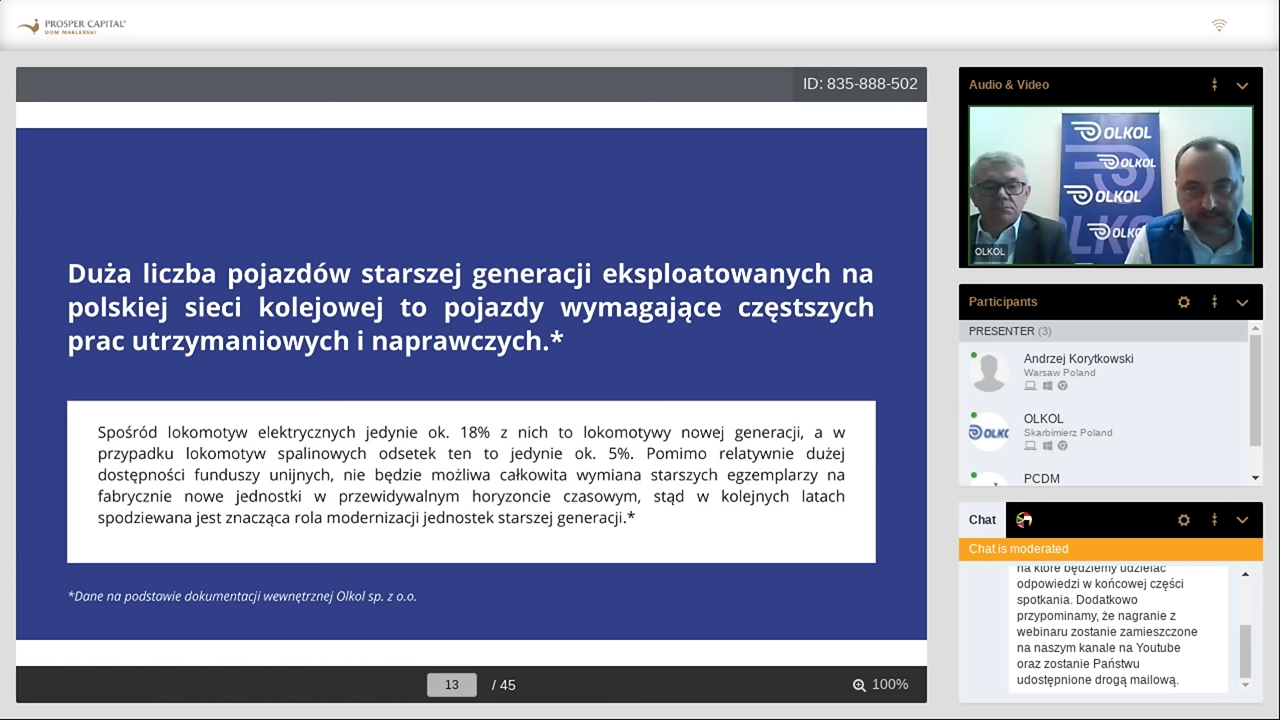 PROSPER CAPITAL
DOM MAKLERSKI
ID: 835-888-502
Duża liczba pojazdów starszej generacji eksploatowanych na
polskiej sieci kolejowej to pojazdy wymagające częstszych
prac utrzymaniowych i naprawczych.*
Spośród lokomotyw elektrycznych jedynie ok. 18% z nich to lokomotywy nowej generacji, a w
przypadku lokomotyw spalinowych odsetek ten to jedynie ok. 5%. Pomimo relatywnie dużej
dostępności funduszy unijnych, nie będzie możliwa całkowita wymiana starszych egzemplarzy na
fabrycznie nowe jednostki w przewidywalnym horyzoncie czasowym, stąd w kolejnych latach
spodziewana jest znacząca rola modernizacji jednostek starszej generacji.*
*Dane na podstawie dokumentacji wewnętrznej Olkol sp. z o.o.
13 / 45
100%
Audio & Video
OLKOL
OLKOL
OLKOL
OLKOL
OLKOL
Participants
PRESENTER (3)
Andrzej Korytkowski
Warsaw Poland
OLKOL
Skarbimierz Poland
PCDM
Chat
Chat is moderated
na które będziemy udzielać
odpowiedzi w końcowej części
spotkania. Dodatkowo
przypominamy, że nagranie z
webinaru zostanie zamieszczone
na naszym kanale na Youtube
oraz zostanie Państwu
udostępnione drogą mailową.